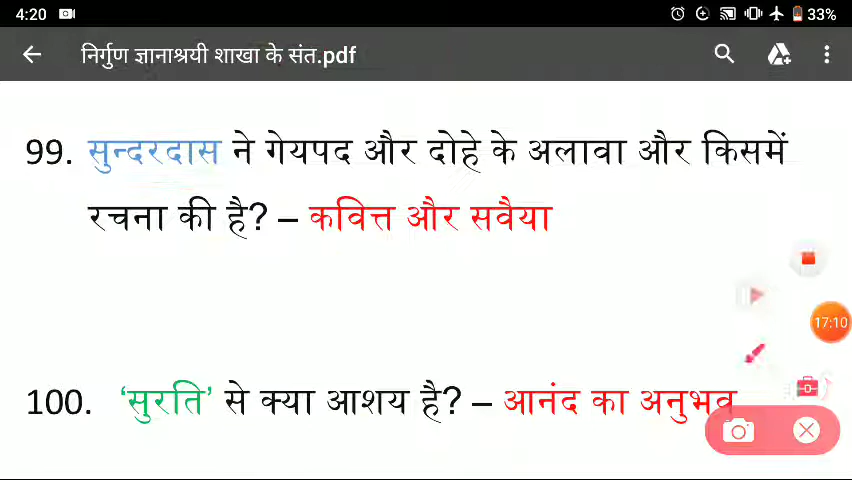 4:20 33%
निर्गुण ज्ञानाश्रयी शाखा के संत.pdf
99. सुन्दरदास ने गेयपद और दोहे के अलावा और किसमें
रचना की है? – कवित्त और सवैया
17:10
100. ‘सुरति’ से क्या आशय है? – आनंद का अनुभव